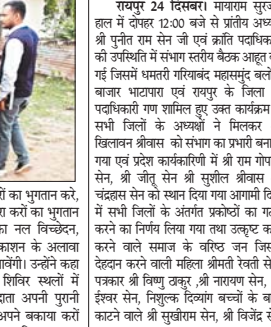 रायपुर 24 दिसंबर। मायाराम सुरज
हाल में दोपहर 12:00 बजे से प्रांतीय अध्य
श्री पुनीत राम सेन जी एवं क्रांति पदाधिक
की उपस्थिति में संभाग स्तरीय बैठक आहूत
गई जिसमें धमतरी गरियाबंद महासमुंद बलो
बाजार भाटापारा एवं रायपुर के जिला
पदाधिकारी गण शामिल हुए उक्त कार्यक्रम
सभी जिलों के अध्यक्षों ने मिलकर
खिलावन श्रीवास को संभाग का प्रभारी बना
गया एवं प्रदेश कार्यकारिणी में श्री राम गोप
सेन, श्री जीतू सेन श्री सुशील श्रीवास
चंद्रहास सेन को स्थान दिया गया आगामी दि
में सभी जिलों के अंतर्गत प्रकोष्ठों का ग
करने का निर्णय लिया गया तथा उत्कृष्ट क
करने वाले समाज के वरिष्ठ जन जिस
देहदान करने वाली महिला श्रीमती रेवती से
पत्रकार श्री विष्णु ठाकुर ,श्री नारायण सेन,
ईश्वर सेन, निशुल्क दिव्यांग बच्चों के ब
काटने वाले श्री सुखीराम सेन, श्री विजेंद्र स
रों का भुगतान करे,
रा करों का भुगतान
का नल विच्छेदन,
काशन के अलावा
वेंगी। उन्होंने कहा
शिविर स्थलों में
दाता अपनी पुरानी
अपने बकाया करों